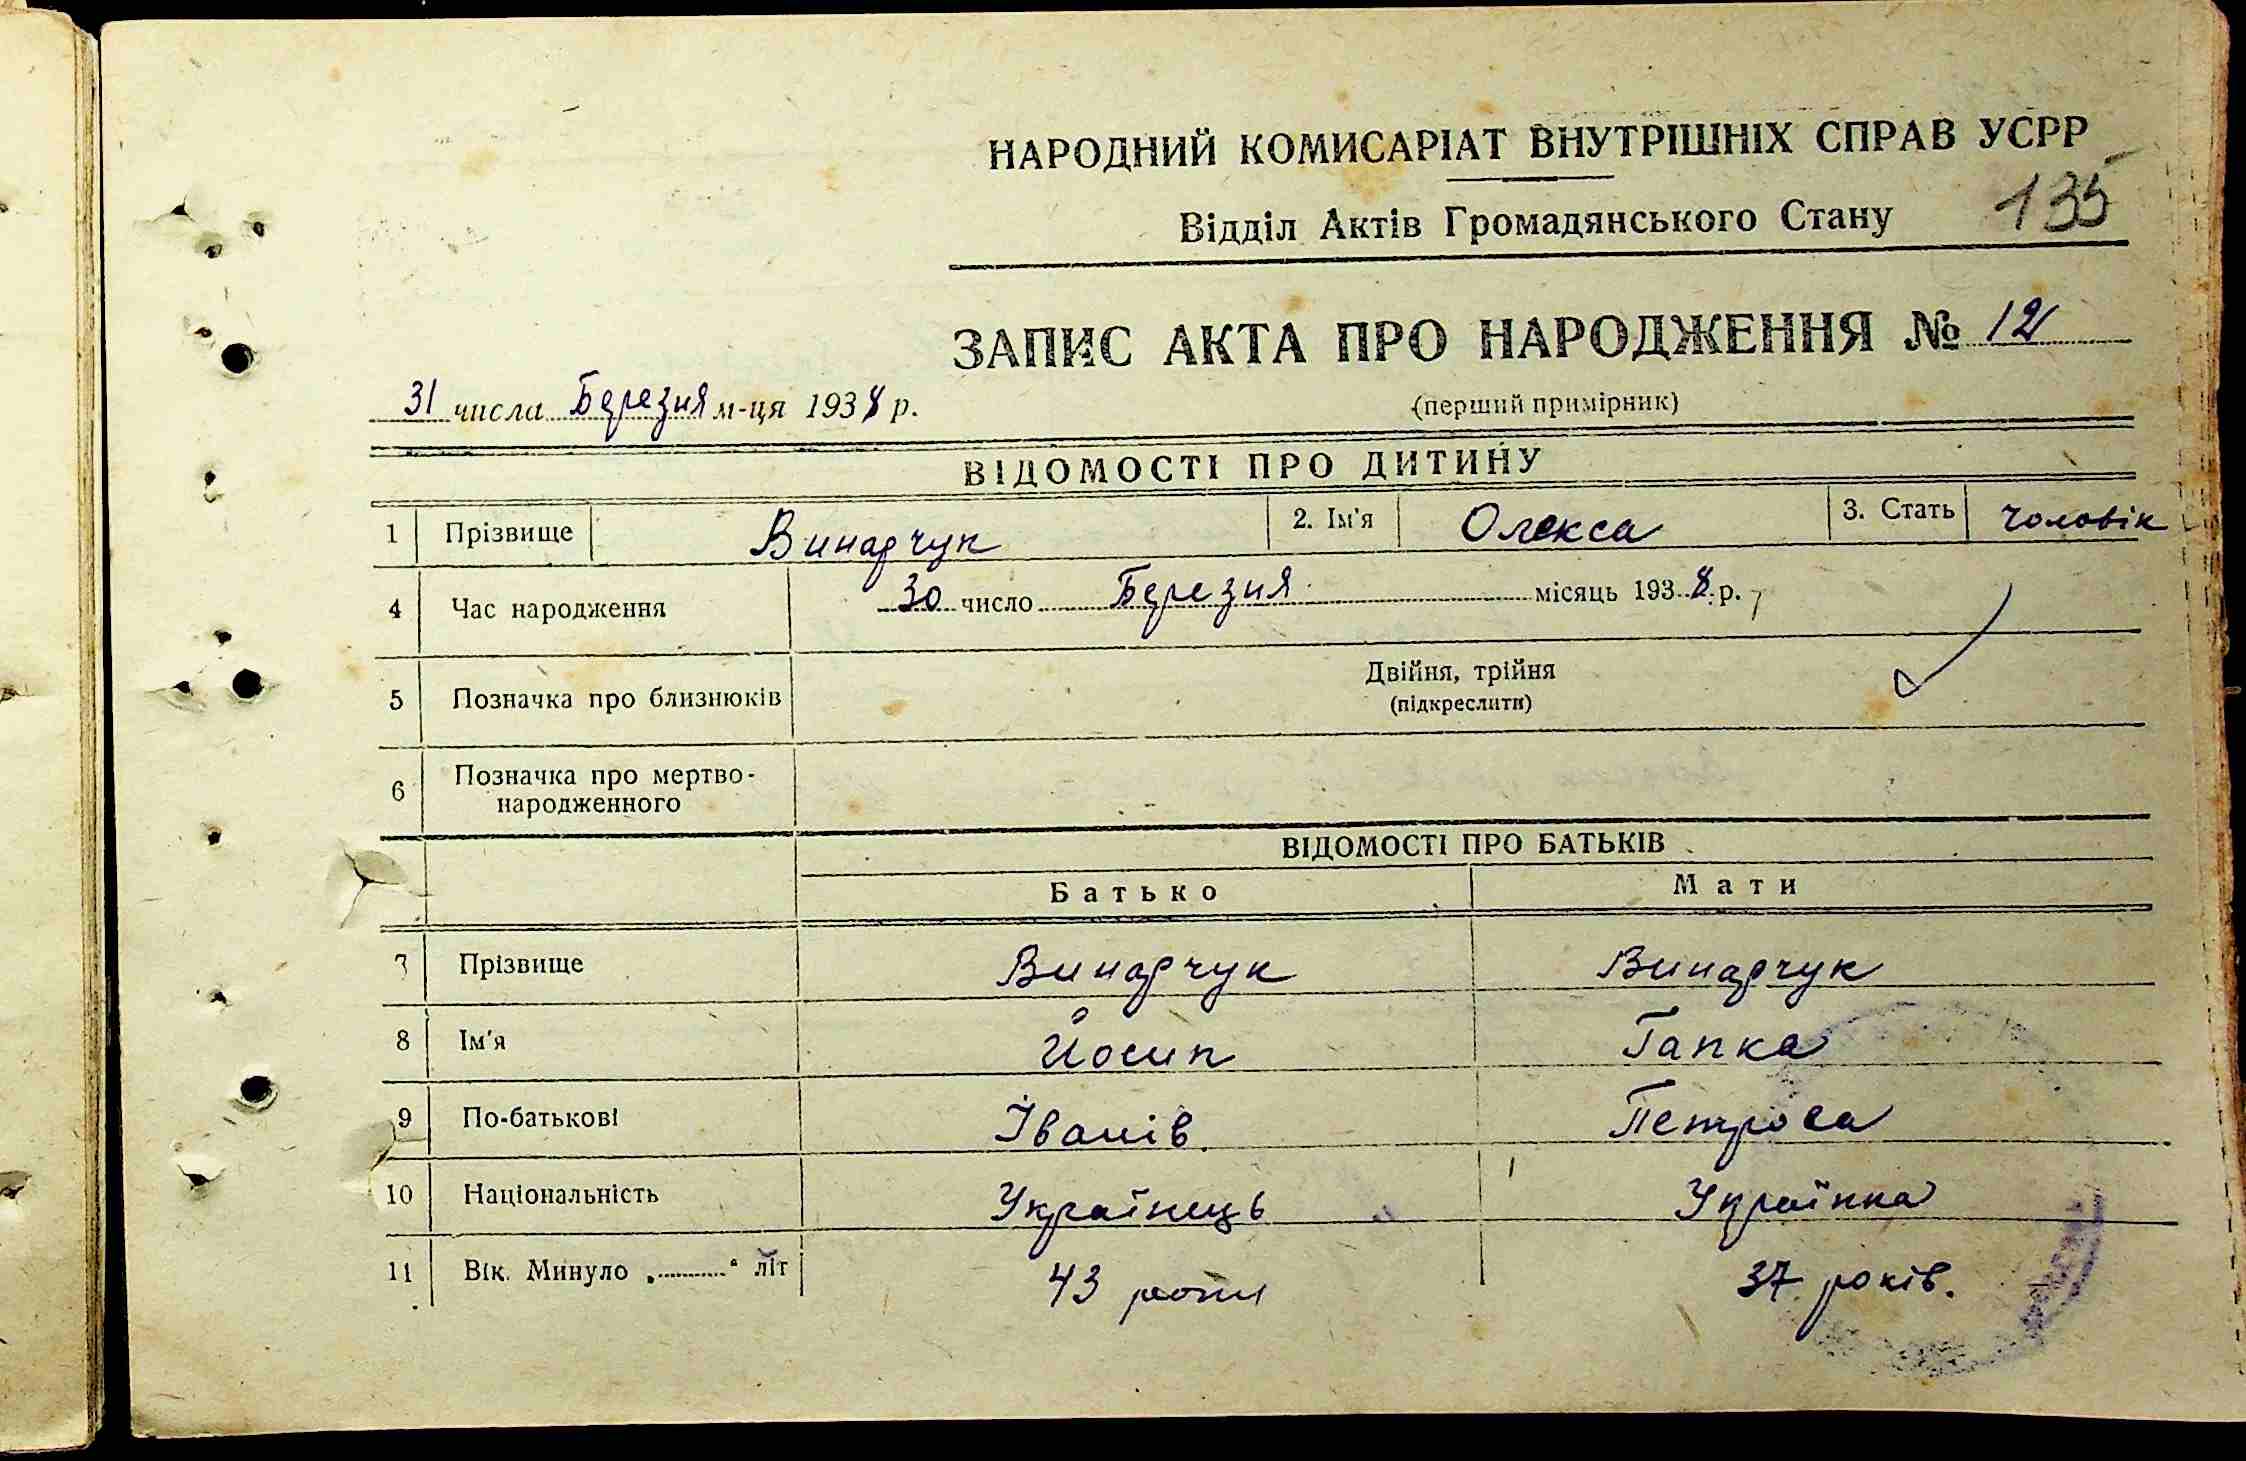 НАРОДНИЙ КОМИСАРІАТ ВНУТРІШНІХ СПРАВ УСРР
Відділ Актів Громадянського Стану 135
ЗАПИС АКТА ПРО НАРОДЖЕННЯ № 12
31 числа Березня м-ця 1938 р. (перший примірник)
ВІДОМОСТІ ПРО ДИТИНУ
1 Прізвище Винарчук 2. Ім'я Олекса 3. Стать чоловік
4 Час народження 30 число Березня місяць 1938 р.
5 Позначка про близнюків Двійня, трійня
(підкреслити)
6 Позначка про мертво-
народженного
ВІДОМОСТІ ПРО БАТЬКІВ
Батько Мати
7 Прізвище Винарчук Винарчук
8 Ім'я Йосип Гапка
9 По-батькові Іванів Петрова
10 Національність Українець Українка
11 Вік. Минуло „..........“ літ 43 роки 37 років.